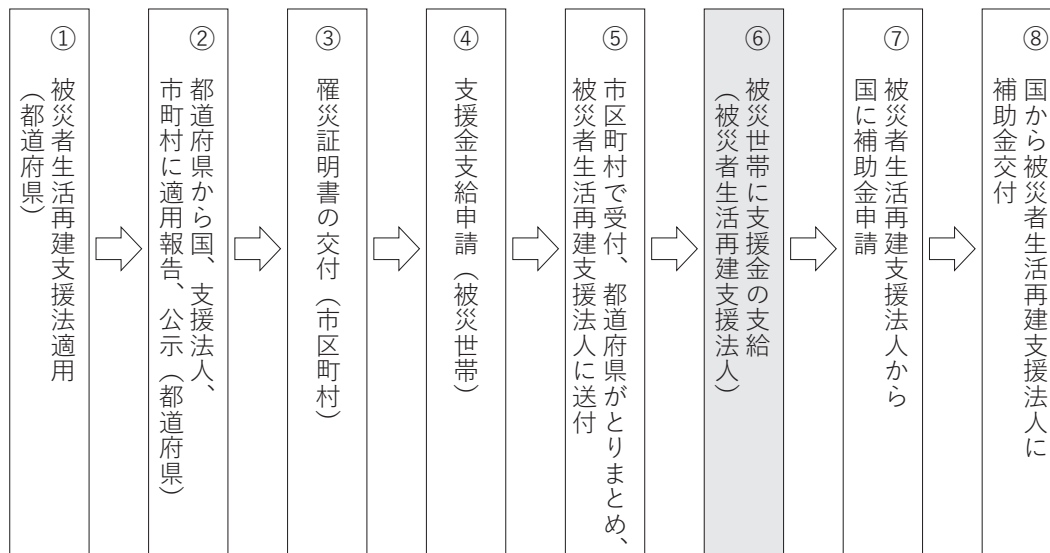 ①
被災者生活再建支援法適用
（都道府県）
②
都道府県から国、支援法人、
市町村に適用報告、公示（都道府県）
③
罹災証明書の交付（市区町村）
④
支援金支給申請（被災世帯）
⑤
市区町村で受付、都道府県がとりまとめ、
被災者生活再建支援法人に送付
⑥
被災世帯に支援金の支給
（被災者生活再建支援法人）
⑦
被災者生活再建支援法人から
国に補助金申請
⑧
国から被災者生活再建支援法人に
補助金交付